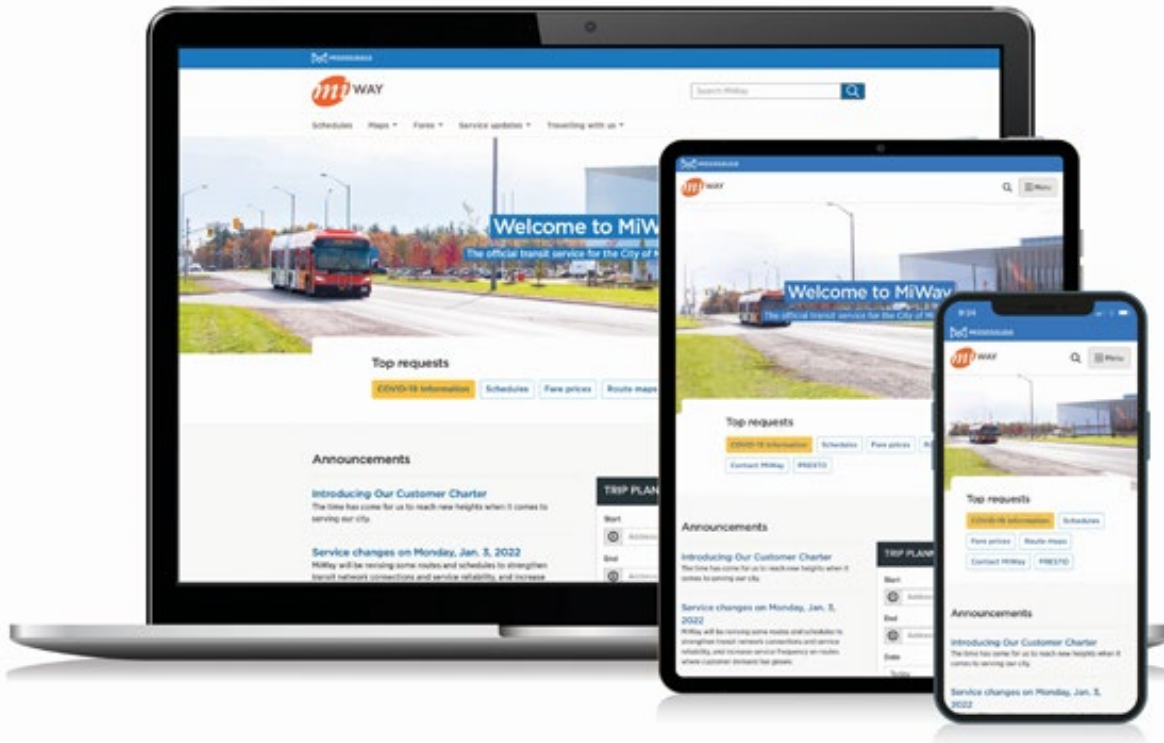 MISSISSAUGA
mi WAY
Search MiWay
Schedules Maps Fares Service updates Travelling with us
Welcome to MiW
The official transit service for the City of M
Top requests
COVID-19 Information Schedules Fare prices Route maps
Announcements
Introducing Our Customer Charter
The time has come for us to reach new heights when it comes to
serving our city.
Service changes on Monday, Jan. 3, 2022
MiWay will be revising some routes and schedules to strengthen
transit network connections and service reliability, and increase
TRIP PLAN
Start
Address
End
Address
MISSISSAUGA
mi WAY
Menu
Welcome to MiWay
The official transit service for the City of M
Top requests
COVID-19 Information Schedules Fare prices R
Contact MiWay PRESTO
Announcements
Introducing Our Customer Charter
The time has come for us to reach new heights when it
comes to serving our city.
Service changes on Monday, Jan. 3,
2022
MiWay will be revising some routes and schedules to
strengthen transit network connections and service
reliability, and increase service frequency on routes
where customer demand has grown.
TRIP PLANN
Start
Address
End
Address
Date
Today
9:24
MISSISSAUGA
mi WAY
Menu
Top requests
COVID-19 Information Schedules
Fare prices Route maps
Contact MiWay PRESTO
Announcements
Introducing Our Customer Charter
The time has come for us to reach new heights when it
comes to serving our city.
Service changes on Monday, Jan. 3,
2022